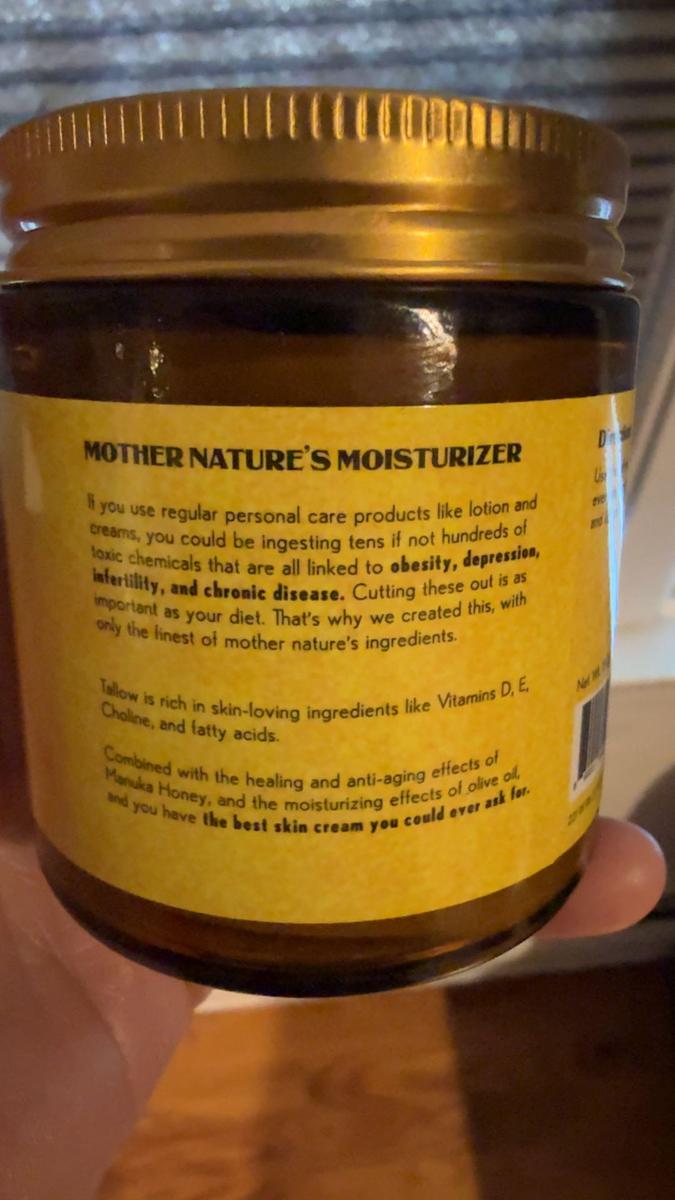 MOTHER NATURE'S MOISTURIZER
If you use regular personal care products like lotion and
creams, you could be ingesting tens if not hundreds of
toxic chemicals that are all linked to obesity, depression,
infertility, and chronic disease. Cutting these out is as
important as your diet. That's why we created this, with
only the finest of mother nature's ingredients.
Tallow is rich in skin-loving ingredients like Vitamins D, E,
Choline, and fatty acids.
Combined with the healing and anti-aging effects of
Manuka Honey, and the moisturizing effects of olive oil,
and you have the best skin cream you could ever ask for.
Net Wt